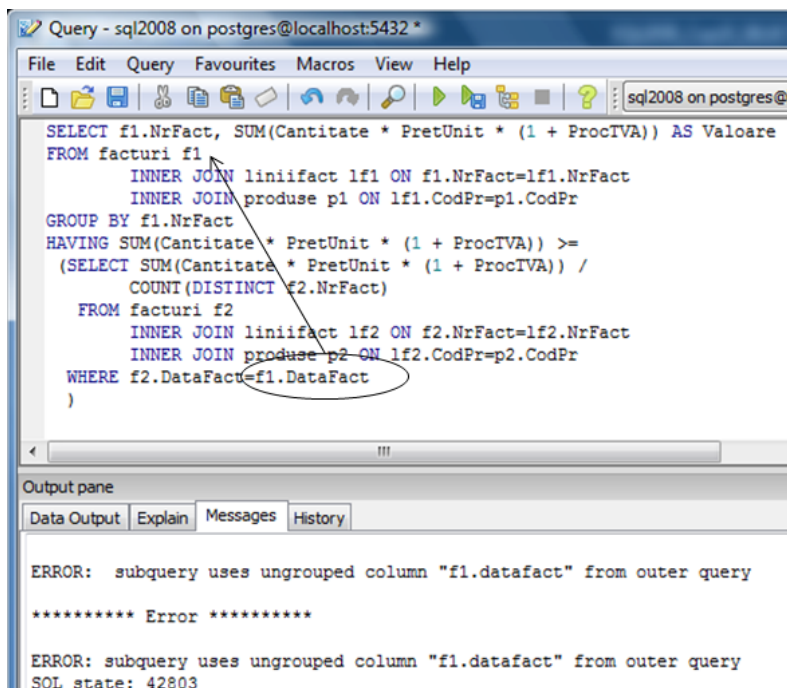 Query - sql2008 on postgres@localhost:5432 *
File Edit Query Favourites Macros View Help
sql2008 on postgres@
SELECT f1.NrFact, SUM(Cantitate * PretUnit * (1 + ProcTVA)) AS Valoare
FROM facturi f1
INNER JOIN liniifact lf1 ON f1.NrFact=lf1.NrFact
INNER JOIN produse p1 ON lf1.CodPr=p1.CodPr
GROUP BY f1.NrFact
HAVING SUM(Cantitate * PretUnit * (1 + ProcTVA)) >=
(SELECT SUM(Cantitate * PretUnit * (1 + ProcTVA)) /
COUNT(DISTINCT f2.NrFact)
FROM facturi f2
INNER JOIN liniifact lf2 ON f2.NrFact=lf2.NrFact
INNER JOIN produse p2 ON lf2.CodPr=p2.CodPr
WHERE f2.DataFact=f1.DataFact
)
Output pane
Data Output Explain Messages History
ERROR: subquery uses ungrouped column "f1.datafact" from outer query
********** Error **********
ERROR: subquery uses ungrouped column "f1.datafact" from outer query
SQL state: 42803